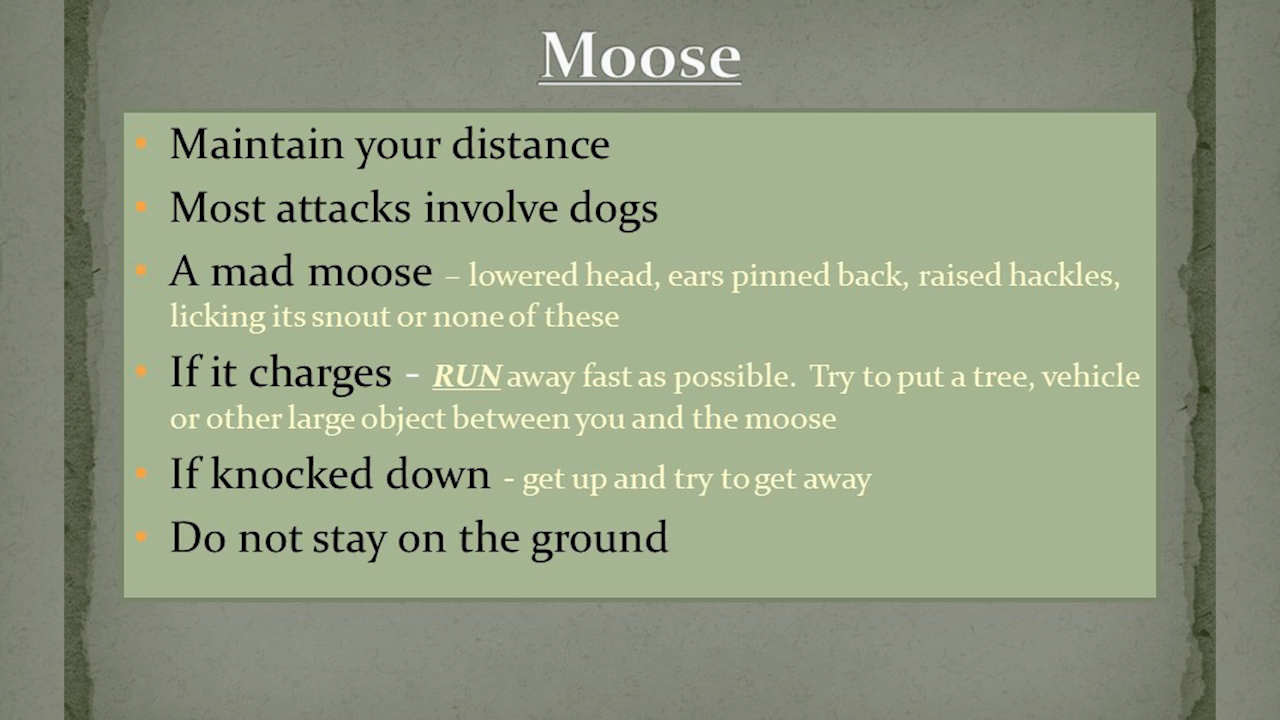 Moose
• Maintain your distance
• Most attacks involve dogs
• A mad moose – lowered head, ears pinned back, raised hackles,
licking its snout or none of these
• If it charges - RUN away fast as possible.  Try to put a tree, vehicle
or other large object between you and the moose
• If knocked down - get up and try to get away
• Do not stay on the ground